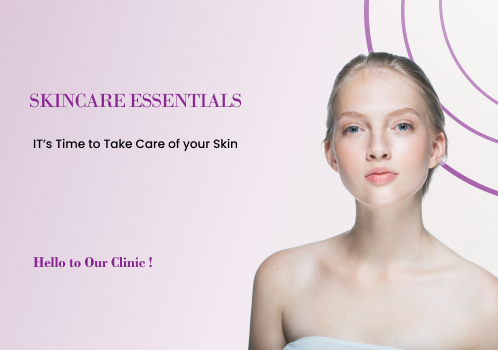 SKINCARE ESSENTIALS
IT's Time to Take Care of your Skin
Hello to Our Clinic !